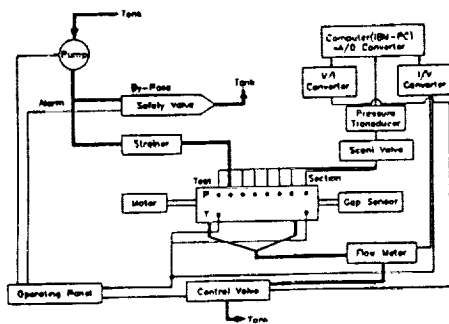 Tank
Pump
Computer(IBM-PC)
A/D Converter
V/I
Converter
I/V
Converter
By-Pass
Tank
Alarm
Safety Valve
Pressure
Transducer
Strainer
Scani Valve
Test
Section
P
T
Motor
Gap Sensor
Flow Meter
Operating Panel
Control Valve
Tank